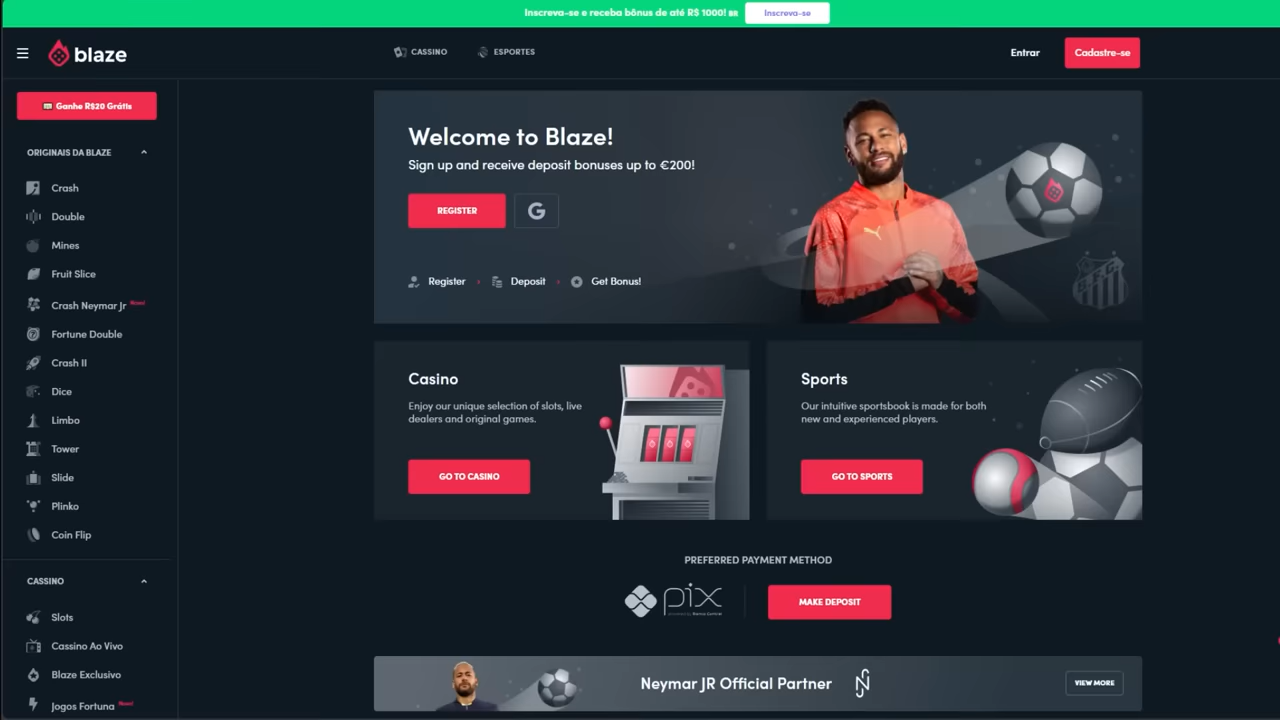 Inscreva-se e receba bônus de até R$ 1000! BR
Inscreva-se
blaze
CASSINO
ESPORTES
Entrar
Cadastre-se
Ganhe R$20 Grátis
ORIGINAIS DA BLAZE
Crash
Double
Mines
Fruit Slice
Crash Neymar Jr New!
Fortune Double
Crash II
Dice
Limbo
Tower
Slide
Plinko
Coin Flip
CASSINO
Slots
Cassino Ao Vivo
Blaze Exclusivo
Jogos Fortuna New!
Welcome to Blaze!
Sign up and receive deposit bonuses up to €200!
REGISTER
G
Register
Deposit
Get Bonus!
Casino
Enjoy our unique selection of slots, live
dealers and original games.
GO TO CASINO
Sports
Our intuitive sportsbook is made for both
new and experienced players.
GO TO SPORTS
PREFERRED PAYMENT METHOD
pix
MAKE DEPOSIT
Neymar JR Official Partner
VIEW MORE